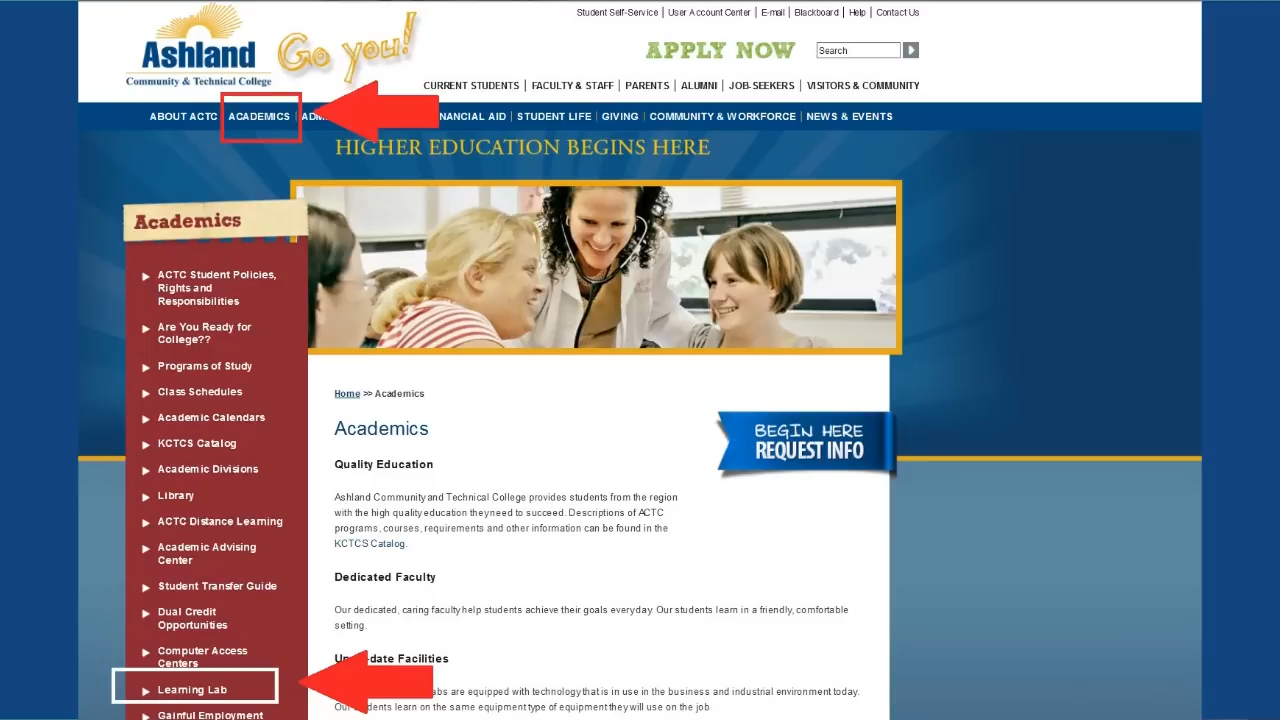 Student Self-Service | User Account Center | E-mail | Blackboard | Help | Contact Us
Ashland
Community & Technical College
Go you!
APPLY NOW
Search
CURRENT STUDENTS | FACULTY & STAFF | PARENTS | ALUMNI | JOB-SEEKERS | VISITORS & COMMUNITY
ABOUT ACTC | ACADEMICS | STUDENT LIFE | GIVING | COMMUNITY & WORKFORCE | NEWS & EVENTS
HIGHER EDUCATION BEGINS HERE
Academics
ACTC Student Policies,
Rights and
Responsibilities
Are You Ready for
College??
Programs of Study
Class Schedules
Academic Calendars
KCTCS Catalog
Academic Divisions
Library
ACTC Distance Learning
Academic Advising
Center
Student Transfer Guide
Dual Credit
Opportunities
Computer Access
Centers
Learning Lab
Gainful Employment
Home >> Academics
Academics
BEGIN HERE
REQUEST INFO
Quality Education
Ashland Community and Technical College provides students from the region
with the high quality education they need to succeed. Descriptions of ACTC
programs, courses, requirements and other information can be found in the
KCTCS Catalog.
Dedicated Faculty
Our dedicated, caring faculty help students achieve their goals everyday. Our students learn in a friendly, comfortable
setting.
date Facilities
are equipped with technology that is in use in the business and industrial environment today.
learn on the same equipment type of equipment they will use on the job